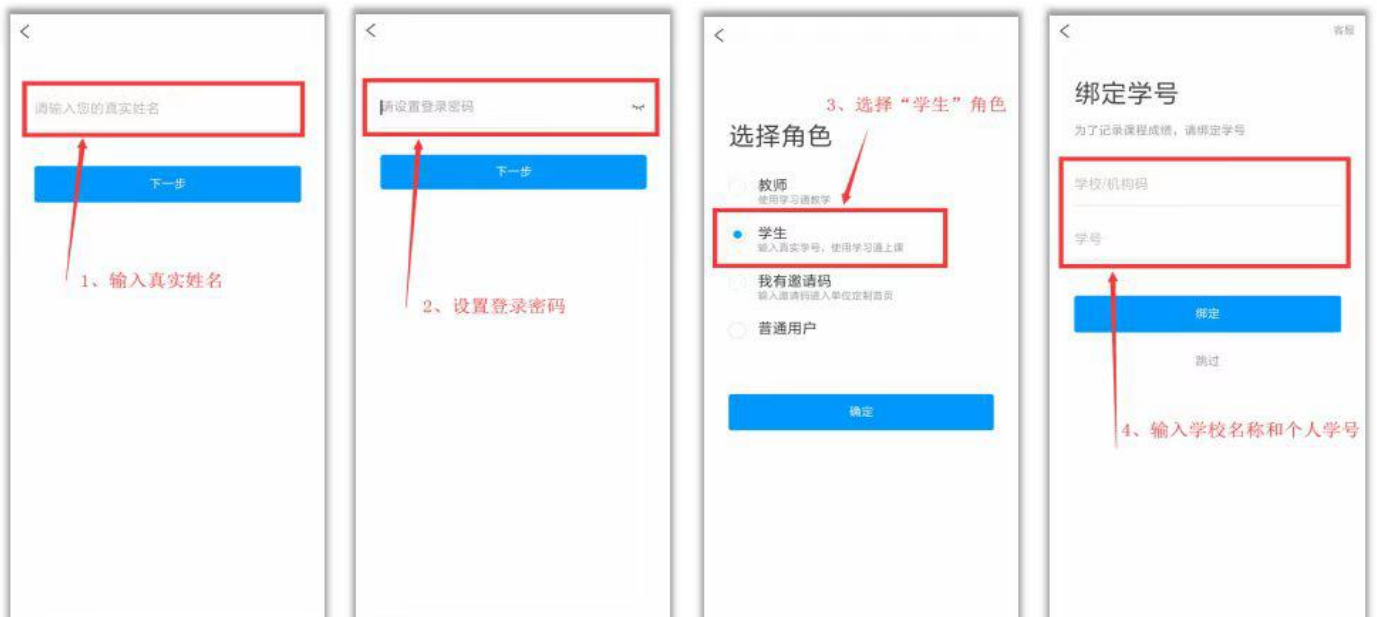 请输入您的真实姓名
下一步
1、输入真实姓名
请设置登录密码
下一步
2、设置登录密码
3、选择“学生”角色
选择角色
教师
使用学习通教学
学生
输入真实学号，使用学习通上课
我有邀请码
输入邀请码进入单位定制首页
普通用户
确定
客服
绑定学号
为了记录课程成绩，请绑定学号
学校/机构码
学号
绑定
跳过
4、输入学校名称和个人学号